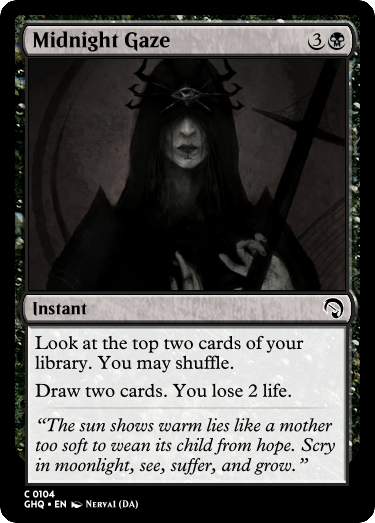 Midnight Gaze 3
Instant
Look at the top two cards of your
library. You may shuffle.
Draw two cards. You lose 2 life.
“The sun shows warm lies like a mother
too soft to wean its child from hope. Scry
in moonlight, see, suffer, and grow.”
C 0104
GHQ • EN Nerval (DA)